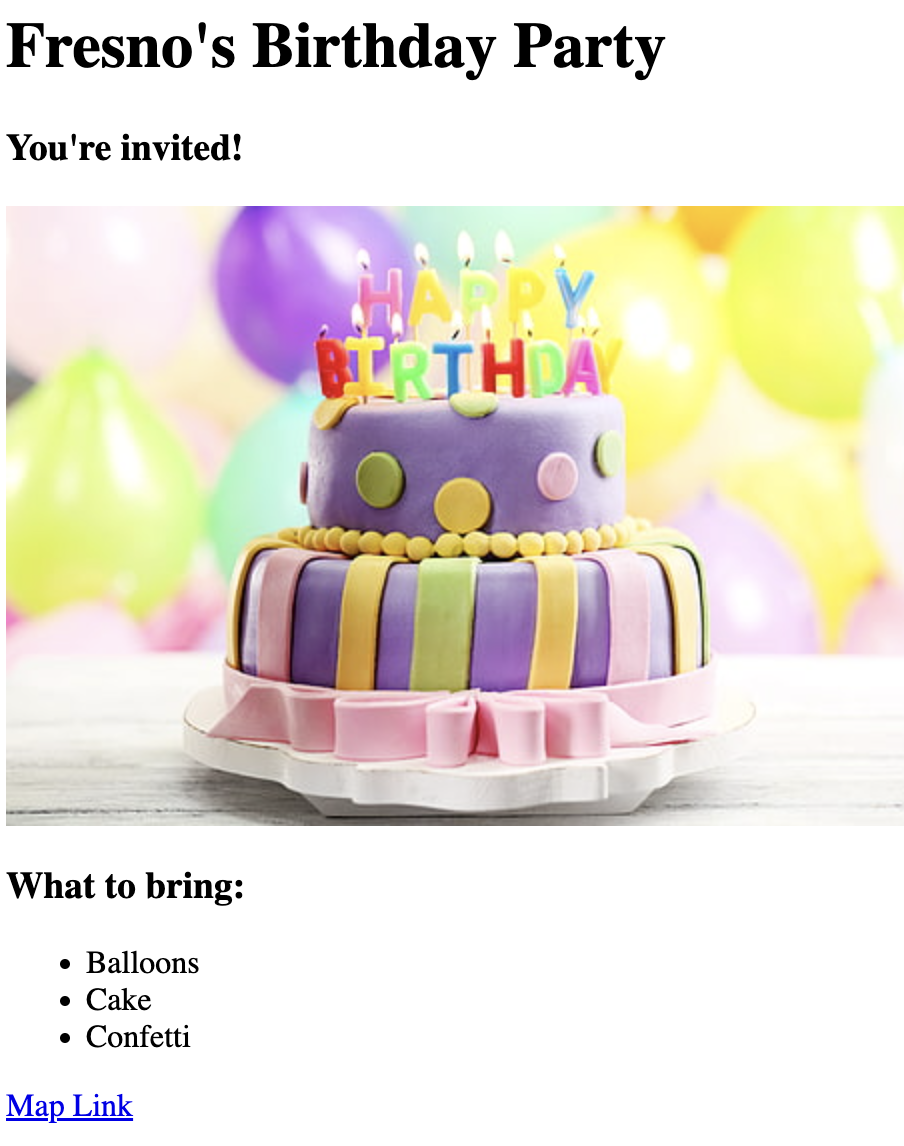 Fresno's Birthday Party
You're invited!
HAPPY
BIRTHDAY
What to bring:
Balloons
Cake
Confetti
Map Link